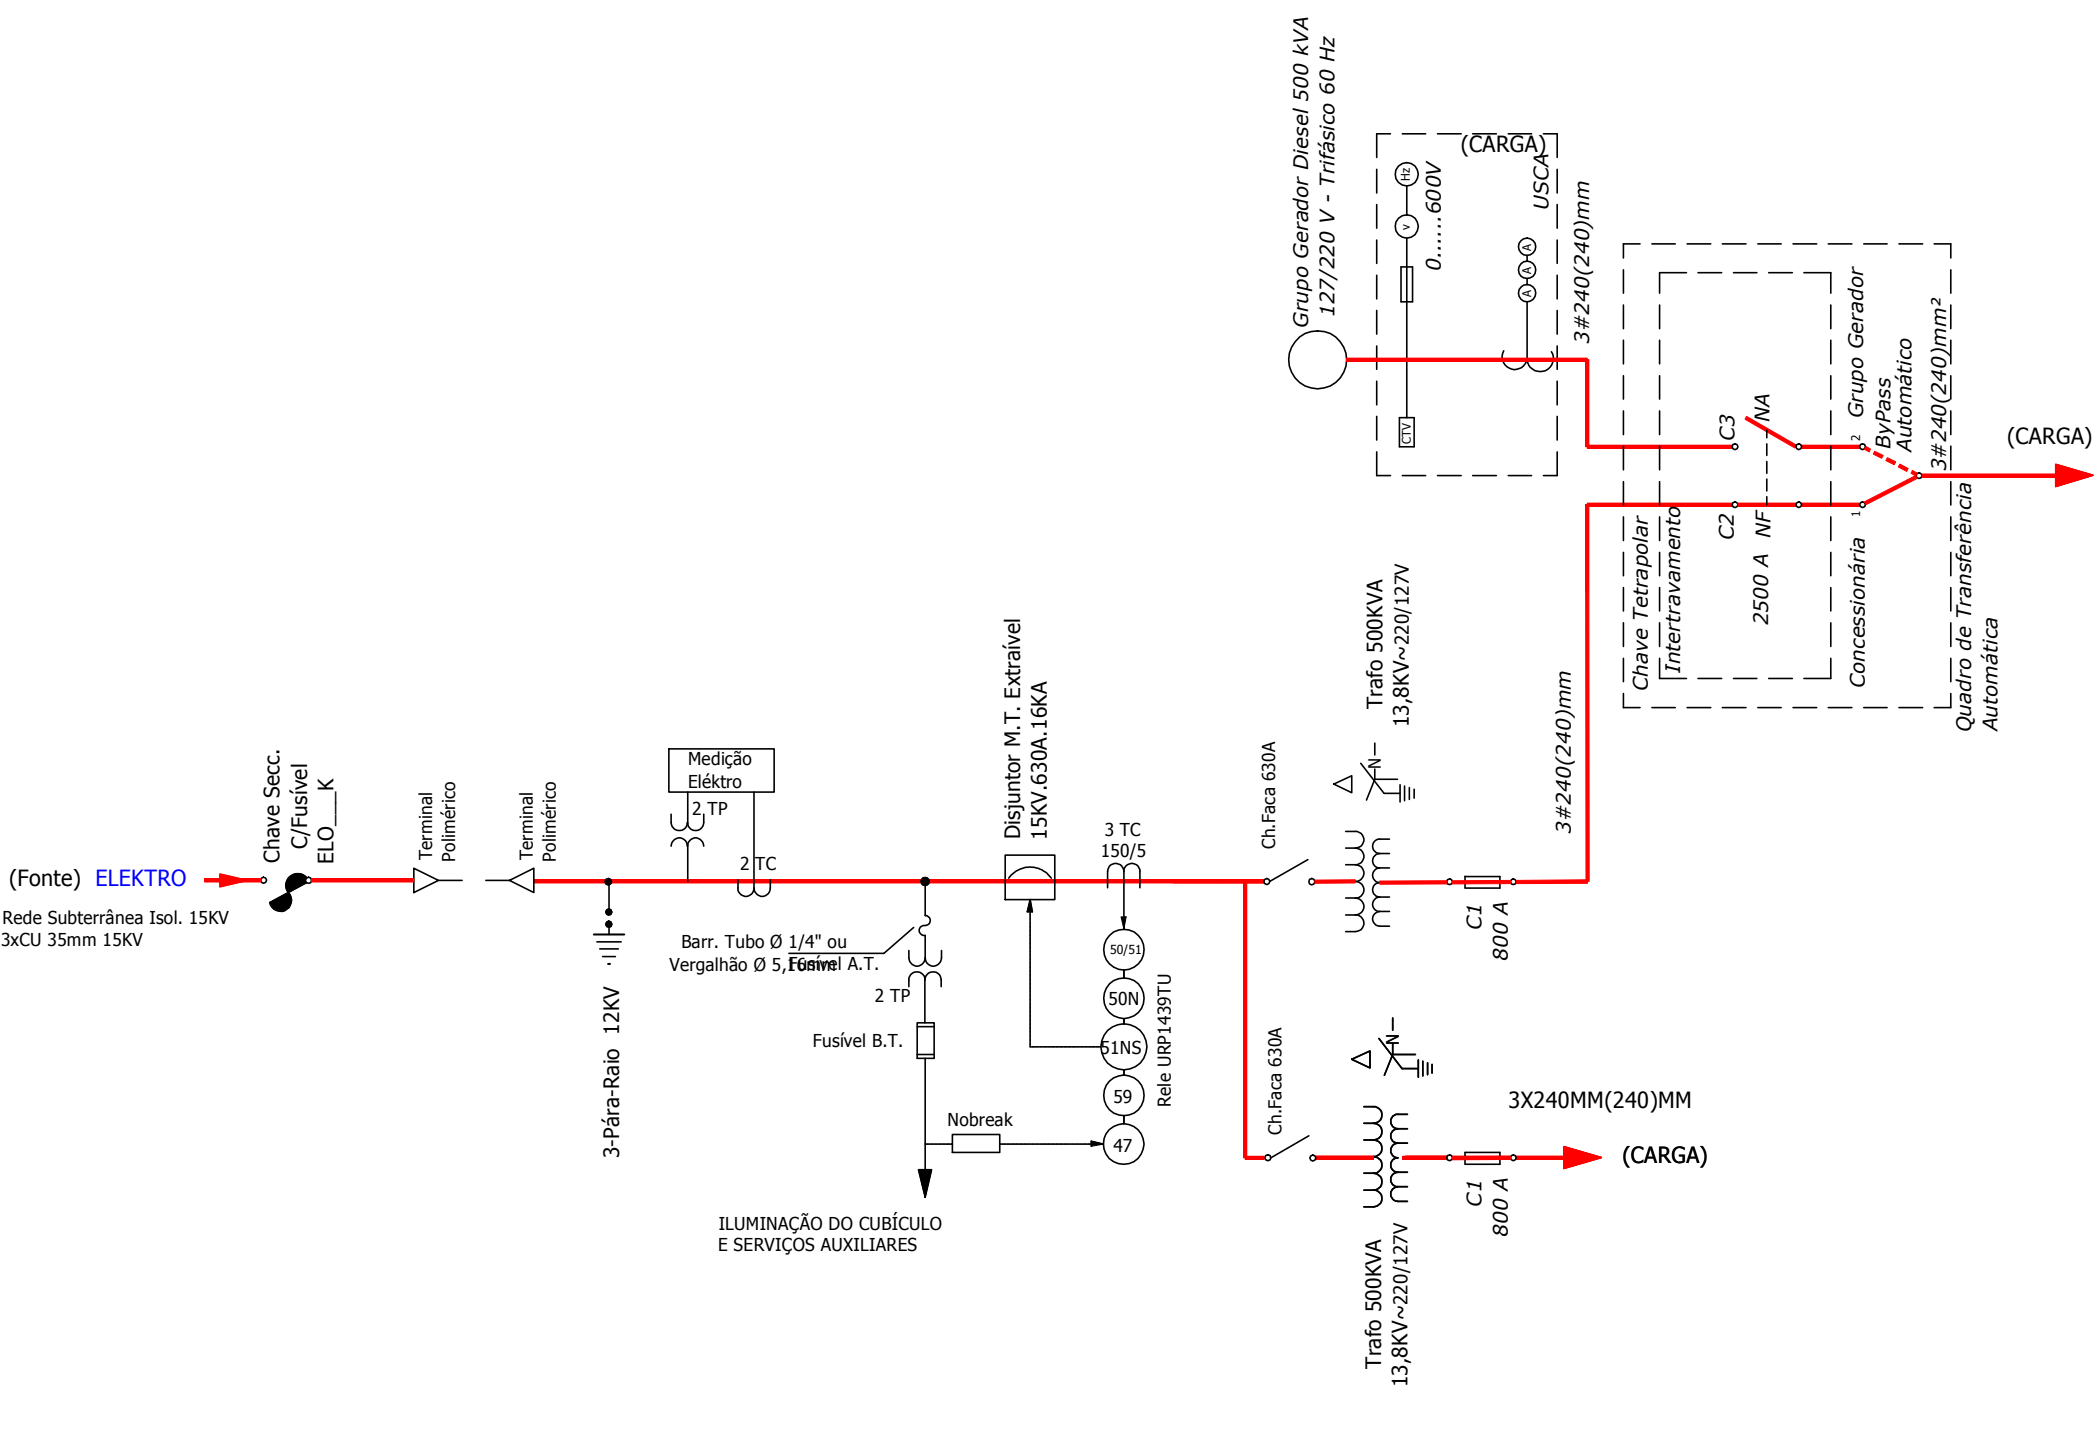 (Fonte) ELEKTRO
Rede Subterrânea Isol. 15KV
3xCU 35mm 15KV
Chave Secc.
C/Fusível
ELO___K
Terminal
Polimérico
Terminal
Polimérico
3-Pára-Raio 12KV
Medição
Eléktro
2 TP
2 TC
Barr. Tubo Ø 1/4" ou
Vergalhão Ø 5,16mm
Fusível A.T.
2 TP
Fusível B.T.
Nobreak
ILUMINAÇÃO DO CUBÍCULO
E SERVIÇOS AUXILIARES
Disjuntor M.T. Extraível
15KV.630A.16KA
3 TC
150/5
50/51
50N
51NS
59
47
Rele URP1439TU
Ch.Faca 630A
Trafo 500KVA
13,8KV~220/127V
N
C1
800 A
3#240(240)mm
Ch.Faca 630A
N
Trafo 500KVA
13,8KV~220/127V
C1
800 A
3X240MM(240)MM
(CARGA)
Grupo Gerador Diesel 500 kVA
127/220 V - Trifásico 60 Hz
(CARGA)
USCA
Hz
V
0......600V
A
A
A
CTV
3#240(240)mm
Chave Tetrapolar
Intertravamento
C3
NA
C2
NF
2500 A
Grupo Gerador
2
1
Concessionária
ByPass
Automático
3#240(240)mm²
Quadro de Transferência
Automática
(CARGA)